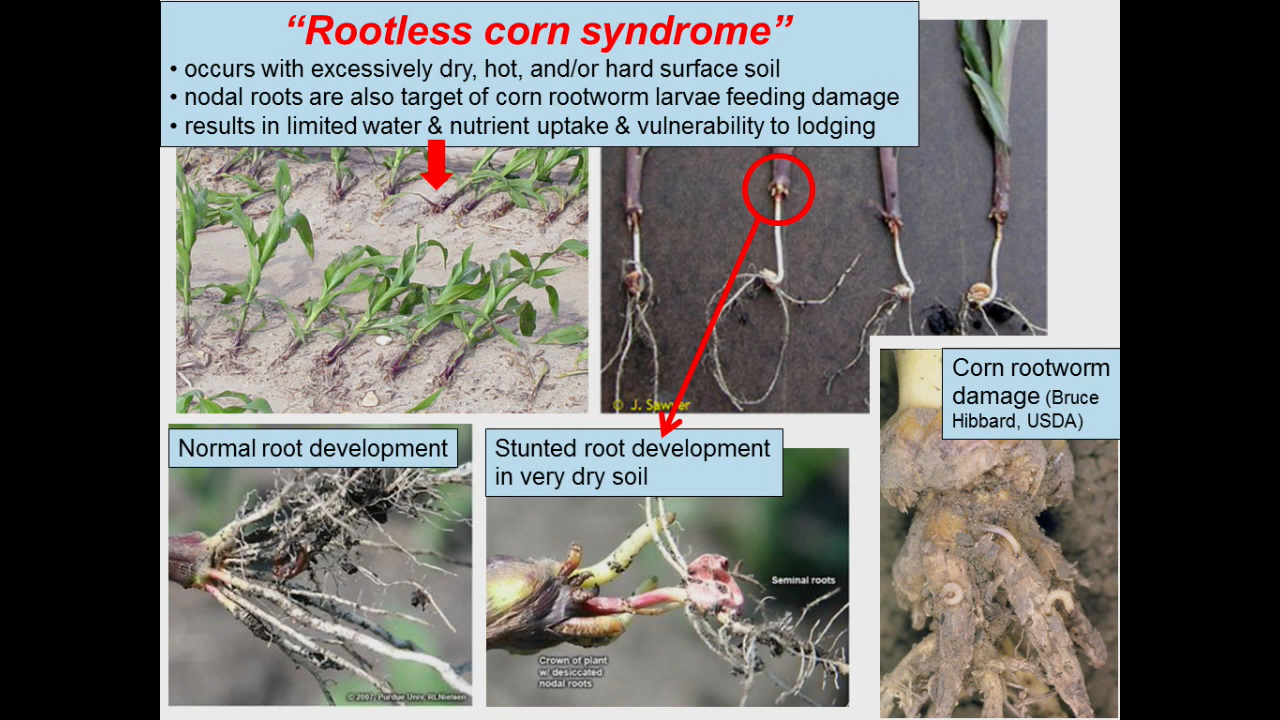 “Rootless corn syndrome”
• occurs with excessively dry, hot, and/or hard surface soil
• nodal roots are also target of corn rootworm larvae feeding damage
• results in limited water & nutrient uptake & vulnerability to lodging
© J. Sawyer
Corn rootworm
damage (Bruce
Hibbard, USDA)
Normal root development
Stunted root development
in very dry soil
Seminal roots
Crown of plant
w/ desiccated
nodal roots
© 2007, Purdue Univ, RLNielsen